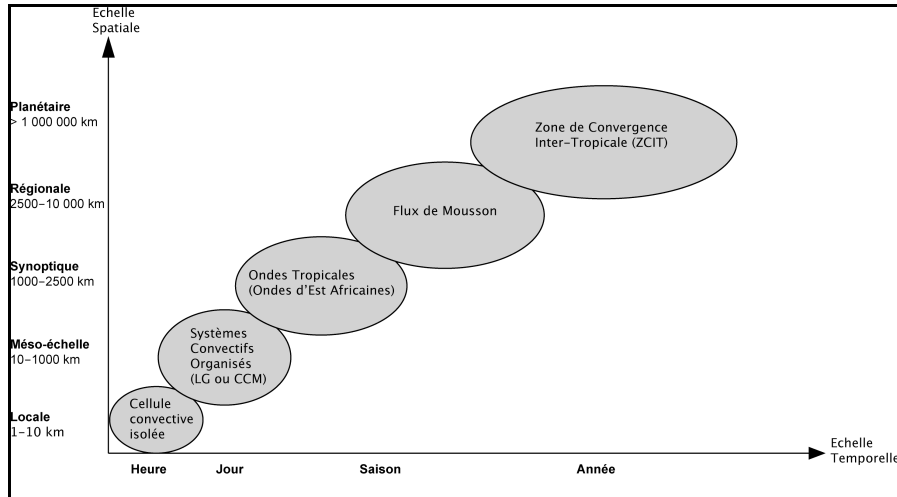 Echelle
Spatiale
Planétaire
> 1 000 000 km
Zone de Convergence
Inter-Tropicale (ZCIT)
Régionale
2500-10 000 km
Flux de Mousson
Synoptique
1000-2500 km
Ondes Tropicales
(Ondes d'Est Africaines)
Méso-échelle
10-1000 km
Systèmes
Convectifs
Organisés
(LG ou CCM)
Locale
1-10 km
Cellule
convective
isolée
Heure
Jour
Saison
Année
Echelle
Temporelle